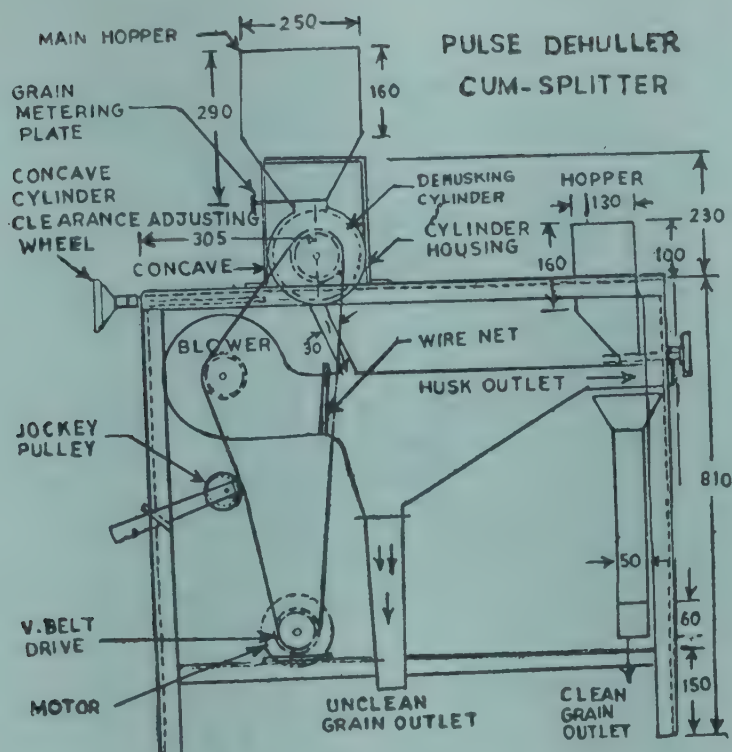 PULSE DEHULLER
CUM-SPLITTER
250
MAIN HOPPER
290
160
GRAIN
METERING
PLATE
CONCAVE
CYLINDER
CLEARANCE ADJUSTING
WHEEL
305
CONCAVE
DEHUSKING
CYLINDER
CYLINDER
HOUSING
HOPPER
130
230
160
100
BLOWER
30
WIRE NET
HUSK OUTLET
JOCKEY
PULLEY
810
50
60
150
V.BELT
DRIVE
MOTOR
UNCLEAN
GRAIN OUTLET
CLEAN
GRAIN
OUTLET